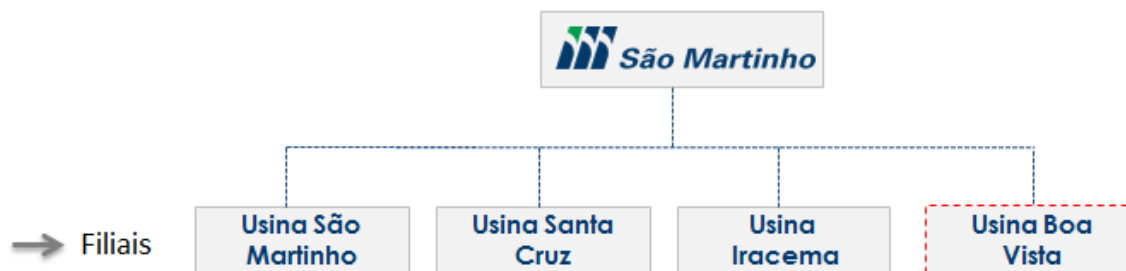 São Martinho
Filiais
Usina São
Martinho
Usina Santa
Cruz
Usina
Iracema
Usina Boa
Vista